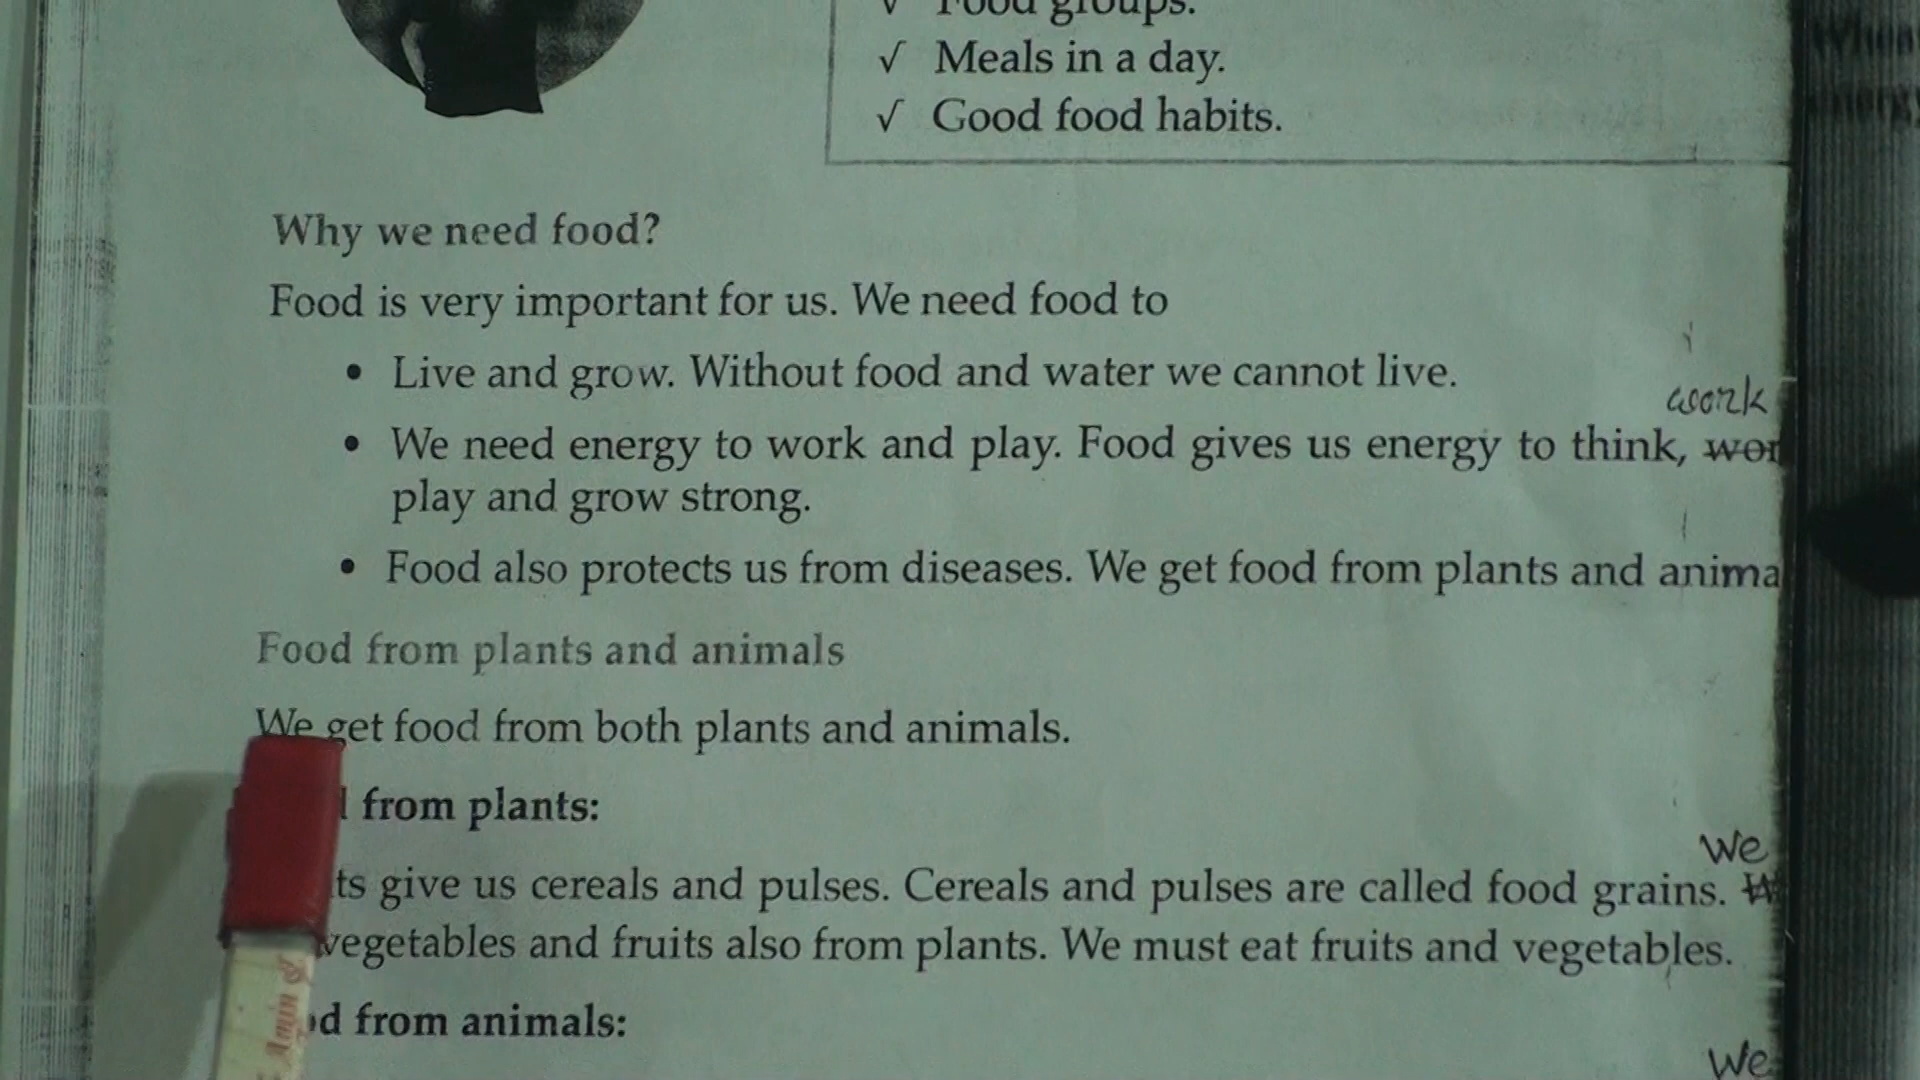 Food groups.
√ Meals in a day.
√ Good food habits.
Why we need food?
Food is very important for us. We need food to
• Live and grow. Without food and water we cannot live.
work
• We need energy to work and play. Food gives us energy to think, wor
play and grow strong.
• Food also protects us from diseases. We get food from plants and anima
Food from plants and animals
We get food from both plants and animals.
from plants:
ts give us cereals and pulses. Cereals and pulses are called food grains.
We
vegetables and fruits also from plants. We must eat fruits and vegetables.
d from animals:
We
Amin